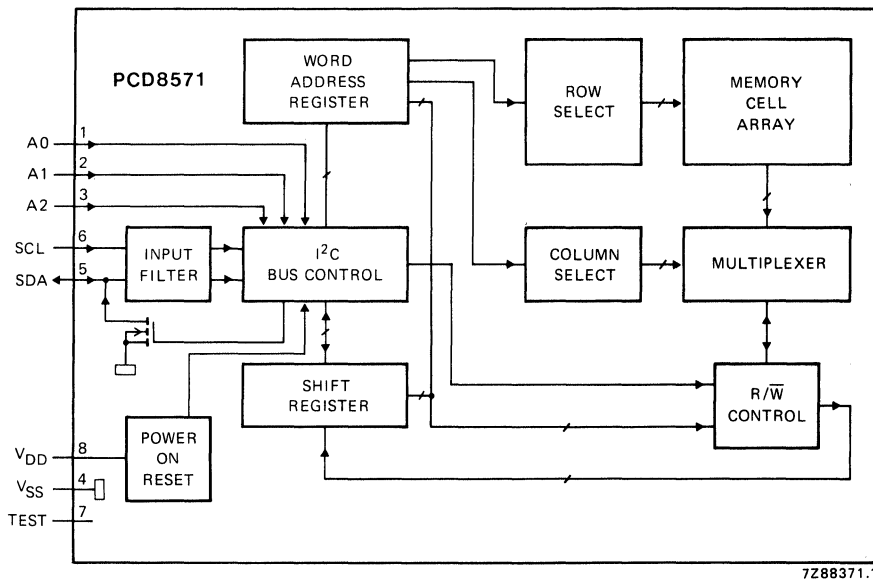 PCD8571
WORD
ADDRESS
REGISTER
ROW
SELECT
MEMORY
CELL
ARRAY
A0 1
A1 2
A2 3
SCL 6
SDA 5
INPUT
FILTER
I²C
BUS CONTROL
COLUMN
SELECT
MULTIPLEXER
SHIFT
REGISTER
R/W̅
CONTROL
POWER
ON
RESET
VDD 8
VSS 4
TEST 7